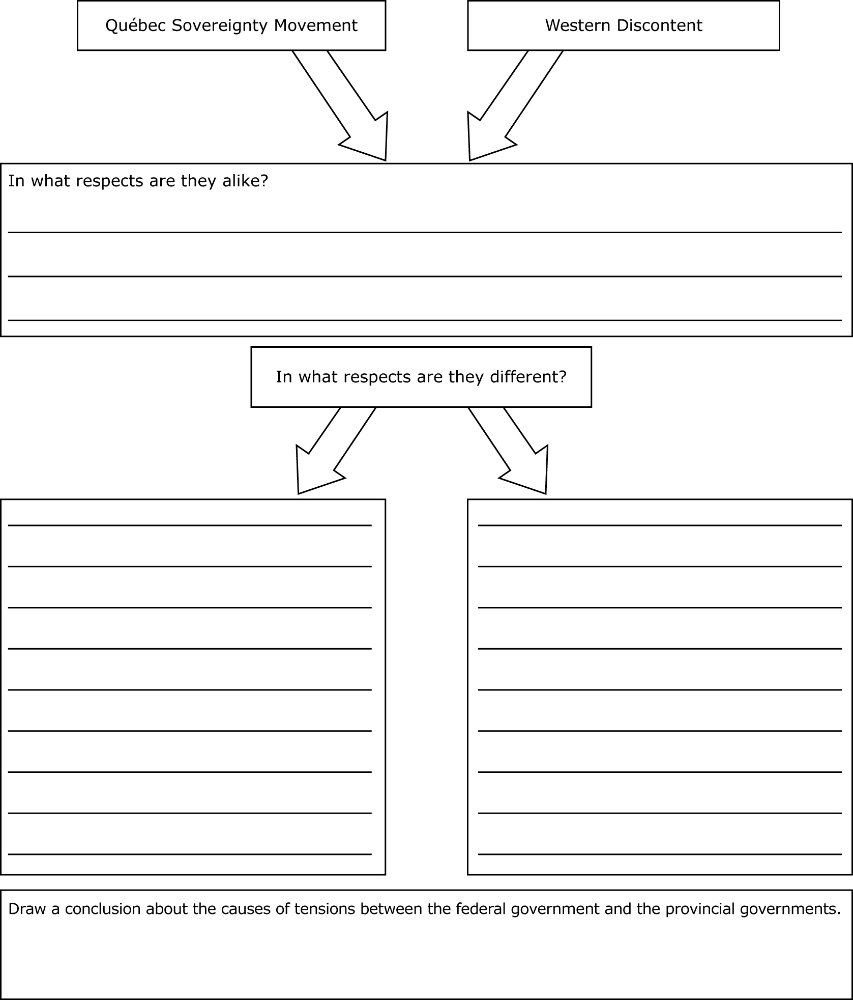 Québec Sovereignty Movement
Western Discontent
In what respects are they alike?
In what respects are they different?
Draw a conclusion about the causes of tensions between the federal government and the provincial governments.